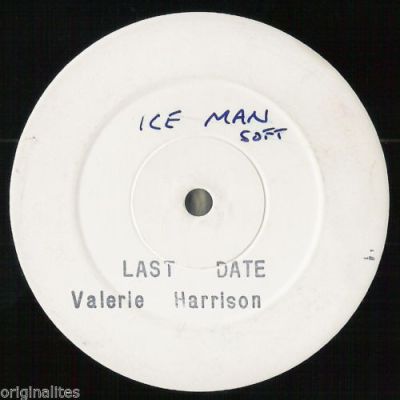 ICE MAN
SOFT
LAST DATE
Valerie Harrison
originalites